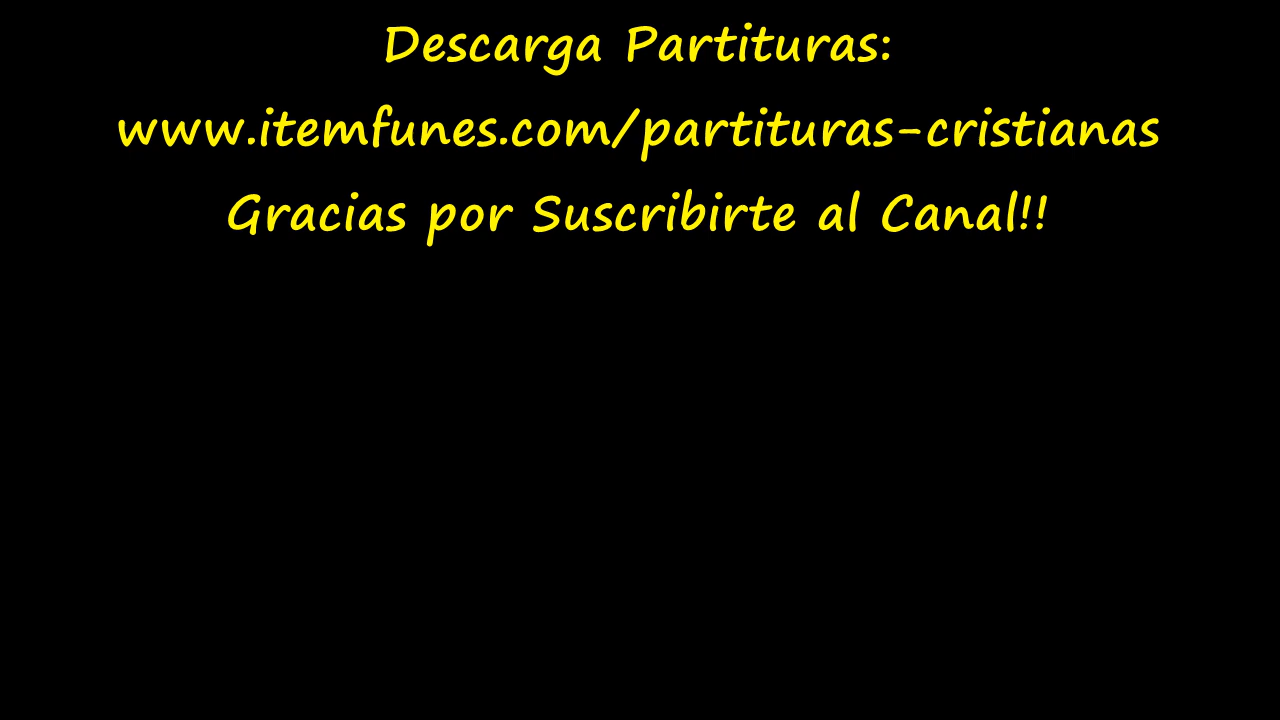 Descarga Partituras:
www.itemfunes.com/partituras-cristianas
Gracias por Suscribirte al Canal!!